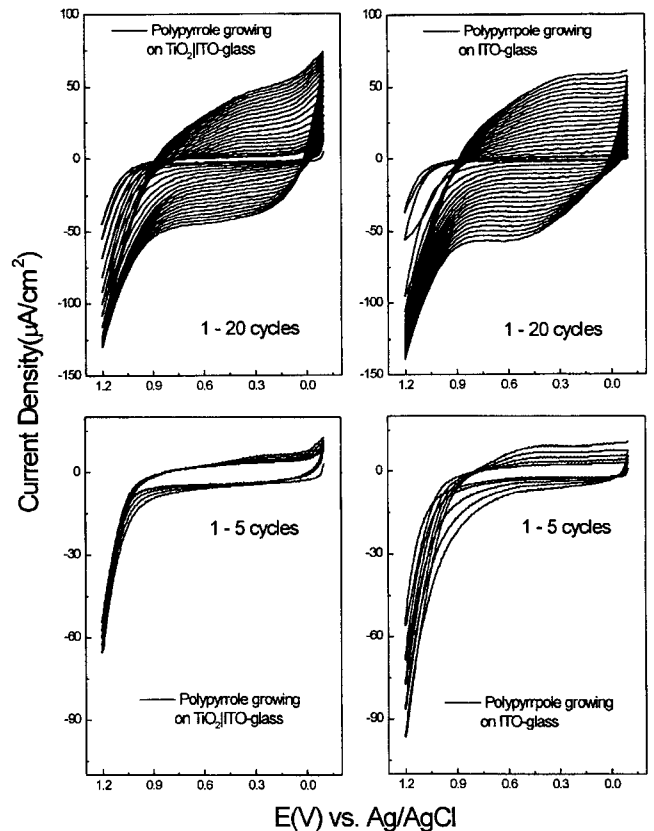 Current Density(μA/cm²)
Polypyrrole growing
on TiO₂|ITO-glass
100
50
0
-50
-100
-150
1 - 20 cycles
1.2 0.9 0.6 0.3 0.0
Polypyrrpole growing
on ITO-glass
100
50
0
-50
-100
-150
1 - 20 cycles
1.2 0.9 0.6 0.3 0.0
0
-30
-60
-90
1 - 5 cycles
Polypyrrole growing
on TiO₂|ITO-glass
1.2 0.9 0.6 0.3 0.0
0
-30
-60
-90
1 - 5 cycles
Polypyrrpole growing
on ITO-glass
1.2 0.9 0.6 0.3 0.0
E(V) vs. Ag/AgCl